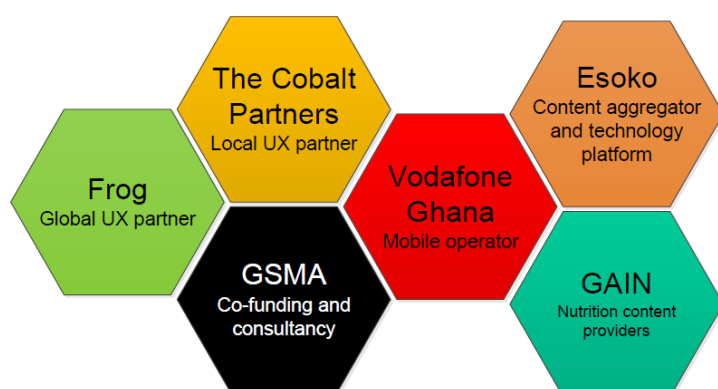 The Cobalt
Partners
Local UX partner
Esoko
Content aggregator
and technology
platform
Frog
Global UX partner
Vodafone
Ghana
Mobile operator
GSMA
Co-funding and
consultancy
GAIN
Nutrition content
providers